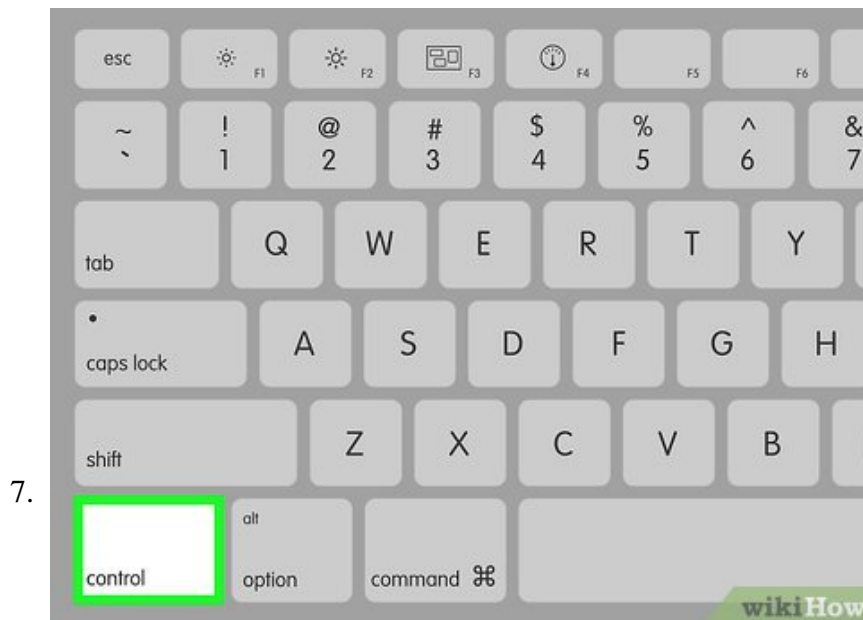 esc F1 F2 F3 F4 F5 F6
~ ! @ # $ % ^ &
` 1 2 3 4 5 6 7
tab Q W E R T Y
caps lock A S D F G H
shift Z X C V B
7.
alt
control option command ⌘
wikiHow